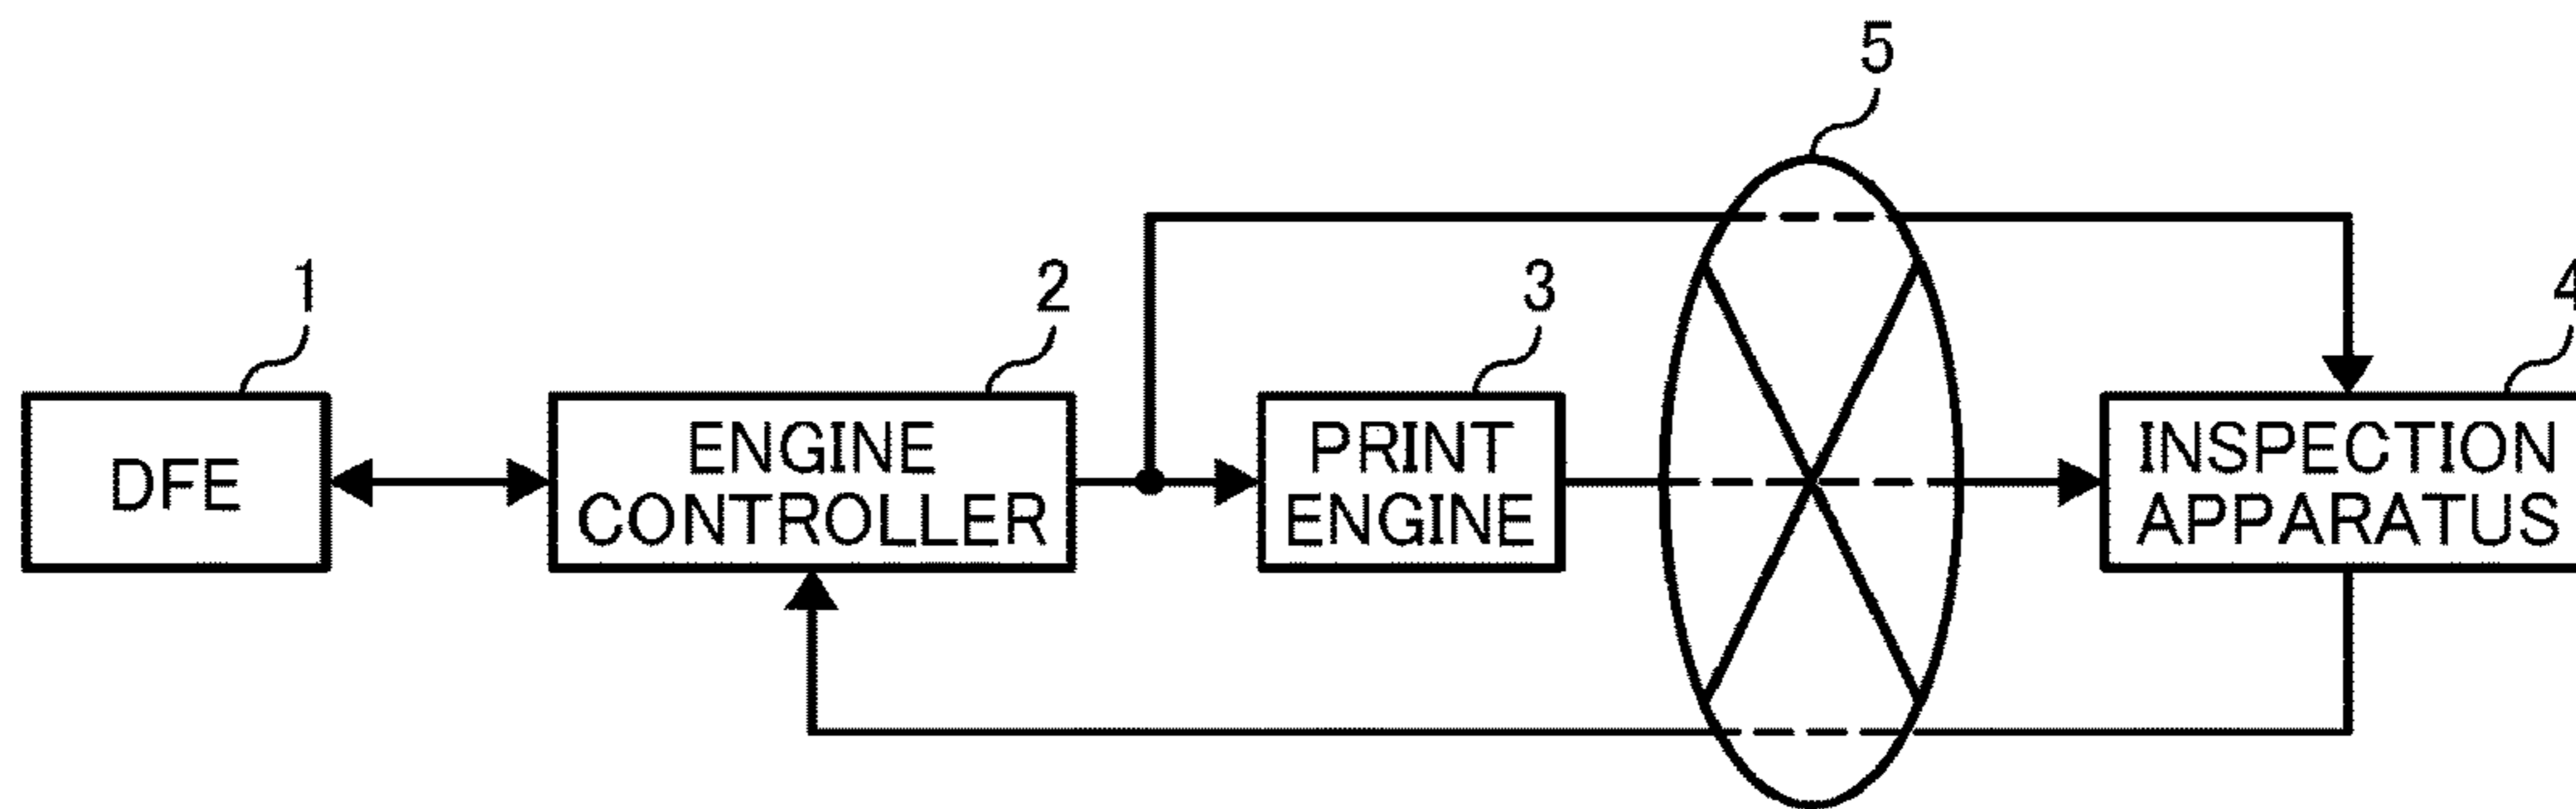 5
1
2
3
4
DFE
ENGINE
CONTROLLER
PRINT
ENGINE
INSPECTION
APPARATUS